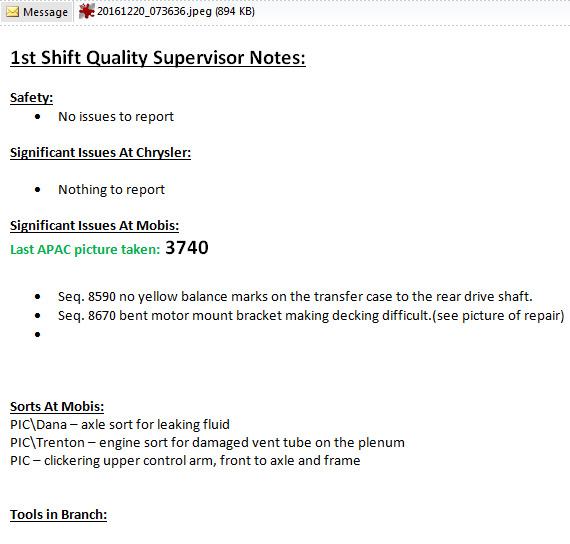 Message 20161220_073636.jpeg (894 KB)
1st Shift Quality Supervisor Notes:
Safety:
• No issues to report
Significant Issues At Chrysler:
• Nothing to report
Significant Issues At Mobis:
Last APAC picture taken: 3740
• Seq. 8590 no yellow balance marks on the transfer case to the rear drive shaft.
• Seq. 8670 bent motor mount bracket making decking difficult.(see picture of repair)
•
Sorts At Mobis:
PIC\Dana – axle sort for leaking fluid
PIC\Trenton – engine sort for damaged vent tube on the plenum
PIC – clickering upper control arm, front to axle and frame
Tools in Branch: